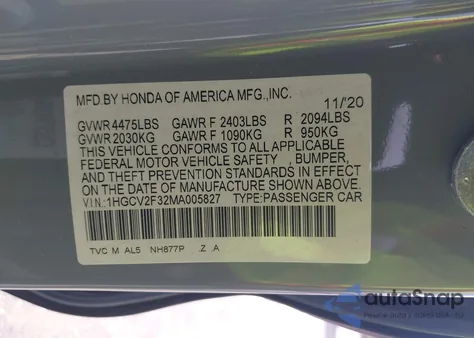 MFD.BY HONDA OF AMERICA MFG.,INC. 11/'20
GVWR 4475LBS GAWR F 2403LBS R 2094LBS
GVWR 2030KG GAWR F 1090KG R 950KG
THIS VEHICLE CONFORMS TO ALL APPLICABLE
FEDERAL MOTOR VEHICLE SAFETY , BUMPER,
AND THEFT PREVENTION STANDARDS IN EFFECT
ON THE DATE OF MANUFACTURE SHOWN ABOVE.
V.I.N.:1HGCV2F32MA005827 TYPE:PASSENGER CAR
TVC M AL5 NH877P .Z .A
autoSnap